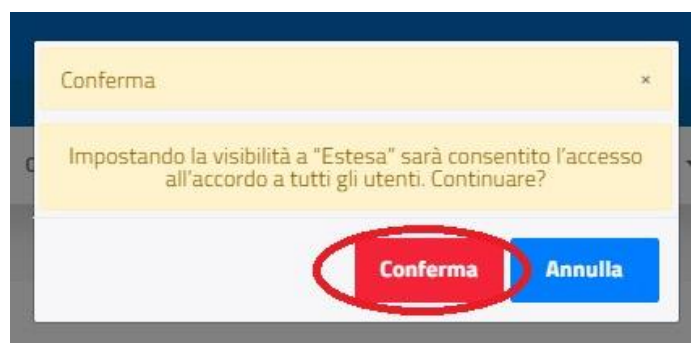 Conferma ×
Impostando la visibilità a "Estesa" sarà consentito l'accesso
all'accordo a tutti gli utenti. Continuare?
Conferma Annulla